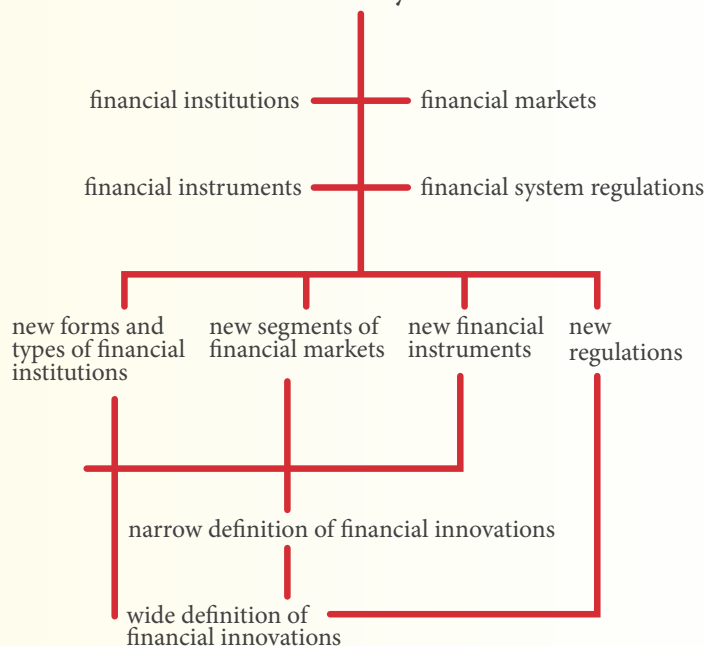 financial institutions
financial markets
financial instruments
financial system regulations
new forms and
types of financial
institutions
new segments of
financial markets
new financial
instruments
new
regulations
narrow definition of financial innovations
wide definition of
financial innovations